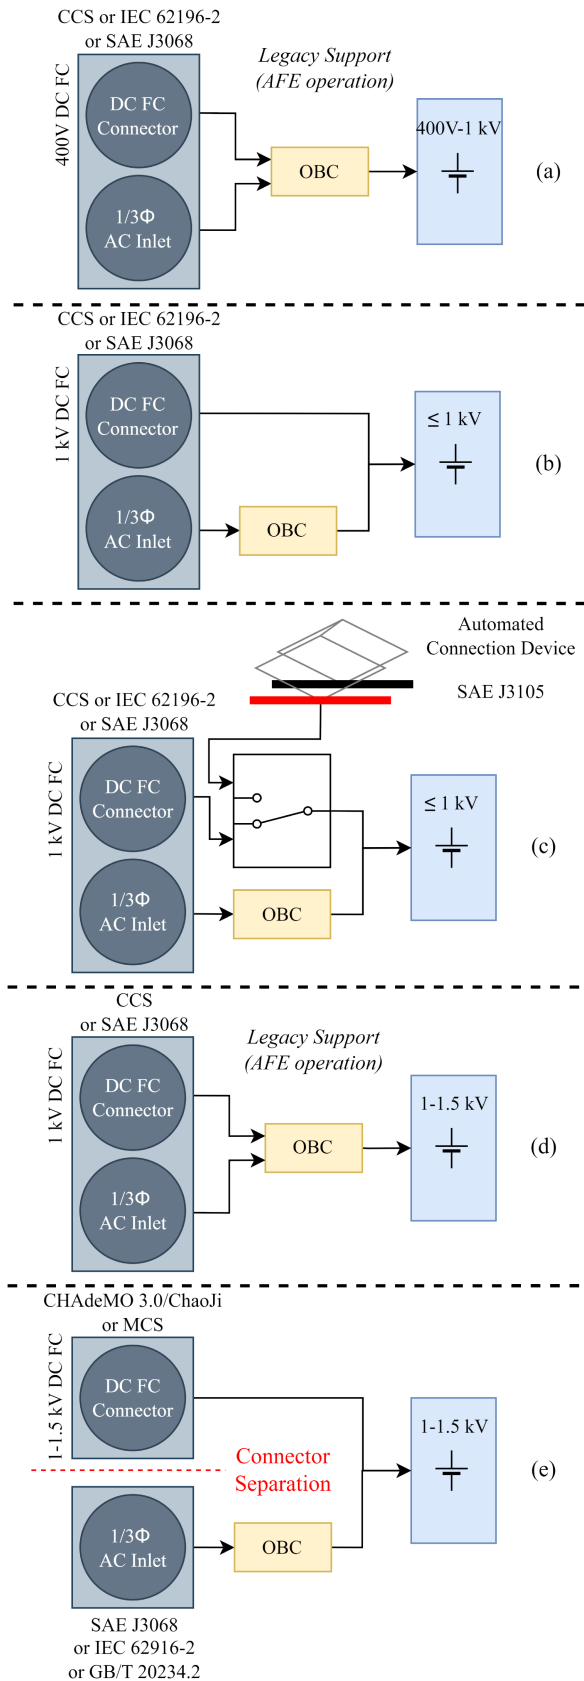 CCS or IEC 62196-2
or SAE J3068
Legacy Support
(AFE operation)
400V DC FC
DC FC
Connector
1/3Φ
AC Inlet
OBC
400V-1 kV
(a)
CCS or IEC 62196-2
or SAE J3068
1 kV DC FC
DC FC
Connector
1/3Φ
AC Inlet
OBC
≤ 1 kV
(b)
Automated
Connection Device
SAE J3105
CCS or IEC 62196-2
or SAE J3068
1 kV DC FC
DC FC
Connector
1/3Φ
AC Inlet
OBC
≤ 1 kV
(c)
CCS
or SAE J3068
Legacy Support
(AFE operation)
1 kV DC FC
DC FC
Connector
1/3Φ
AC Inlet
OBC
1-1.5 kV
(d)
CHAdeMO 3.0/ChaoJi
or MCS
1-1.5 kV DC FC
DC FC
Connector
Connector
Separation
1/3Φ
AC Inlet
OBC
1-1.5 kV
(e)
SAE J3068
or IEC 62916-2
or GB/T 20234.2